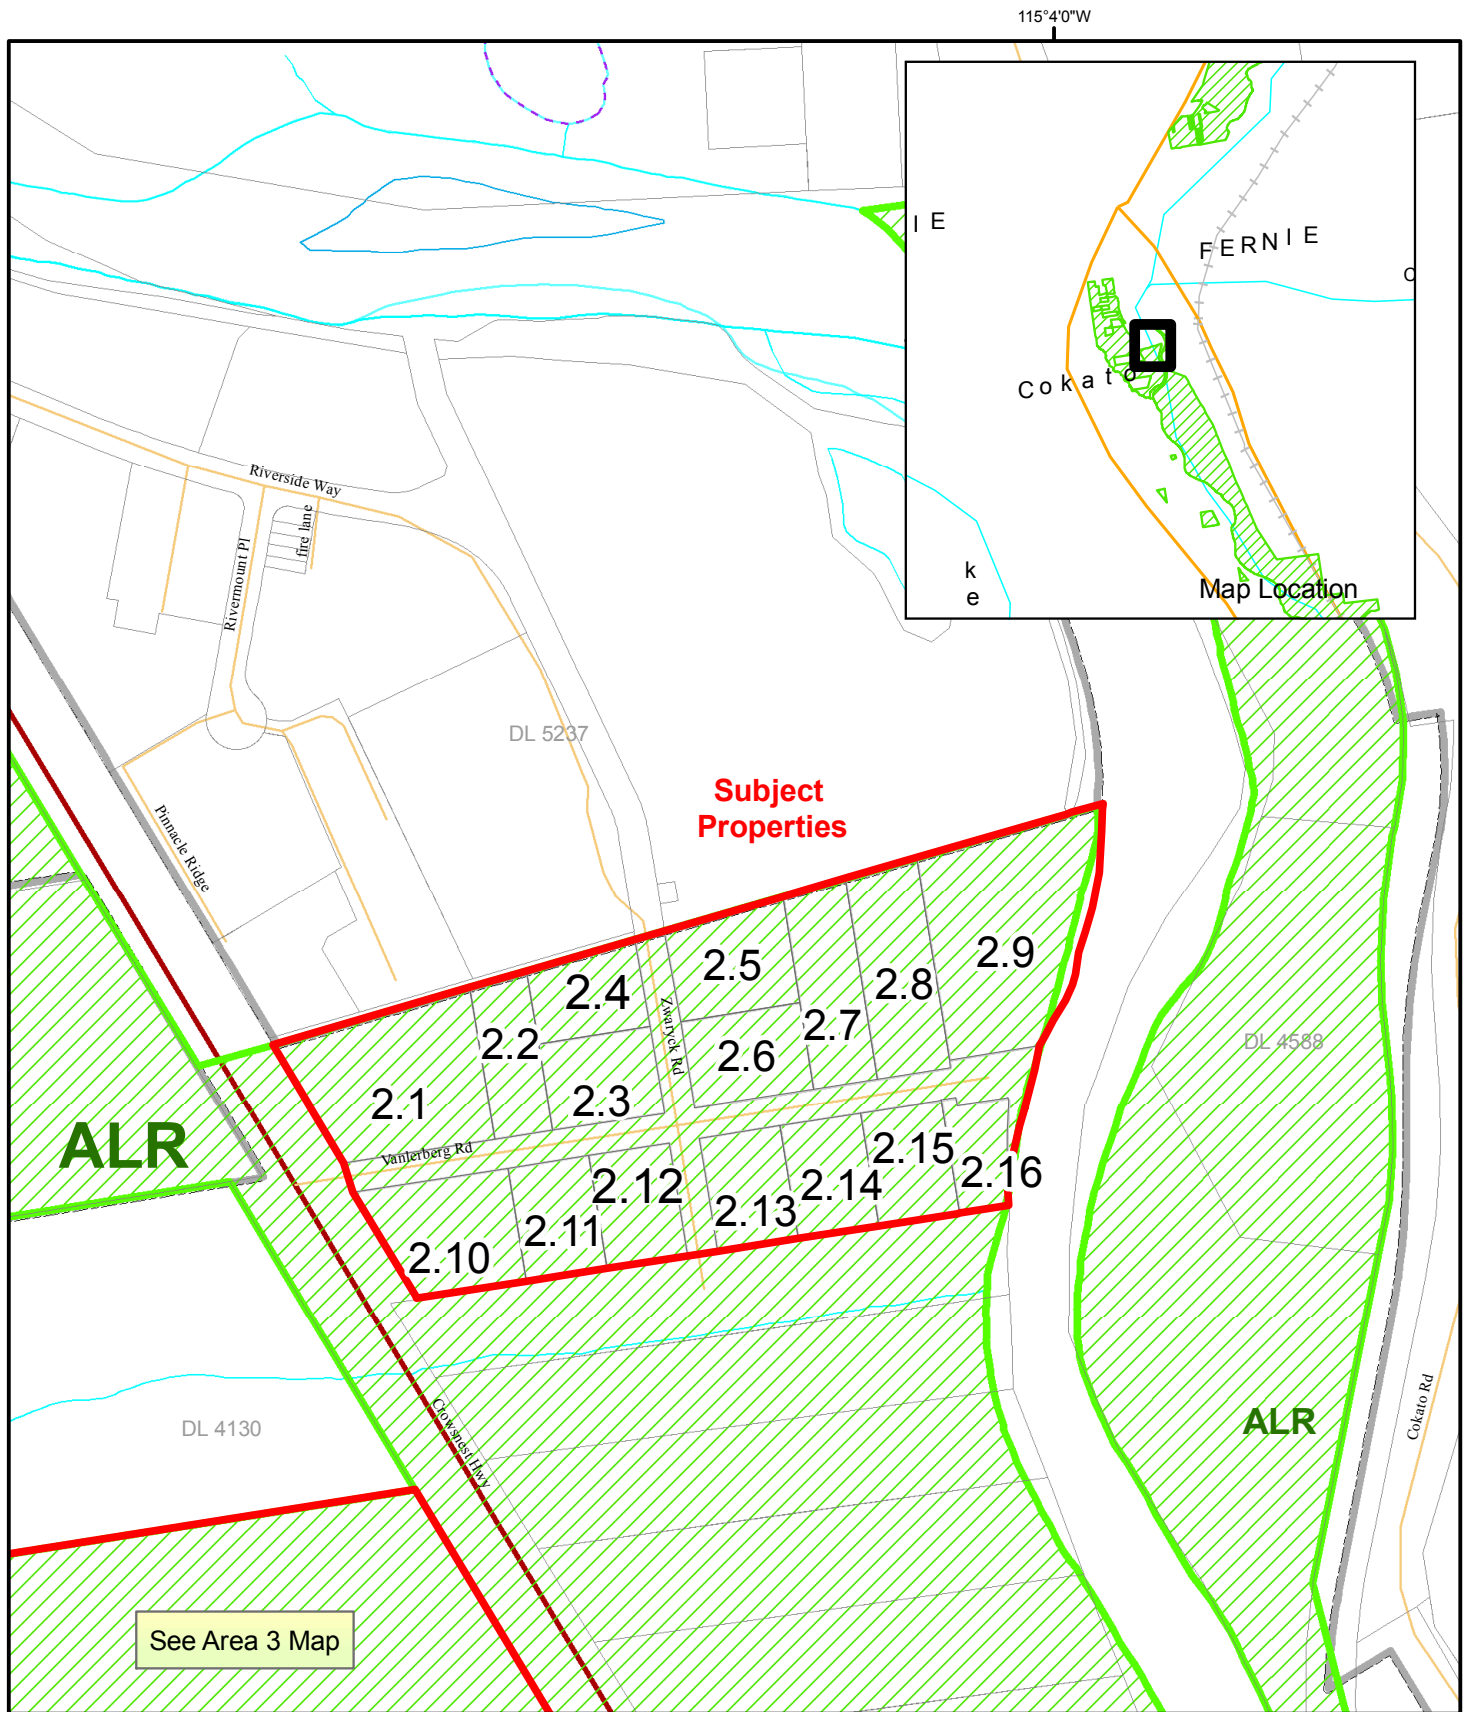 115°4'0"W
I E
FERNIE
C
Cokato
k
e
Map Location
Riverside Way
fire lane
Rivermount Pl
DL 5237
Subject
Properties
Pinnacle Ridge
2.9
2.5
2.8
2.4
2.7
2.2
2.6
Zwaryck Rd
DL 4588
2.1
2.3
ALR
Vanlerberg Rd
2.15
2.16
2.12
2.14
2.13
2.11
2.10
Crowsnest Hwy
Cokato Rd
DL 4130
ALR
See Area 3 Map